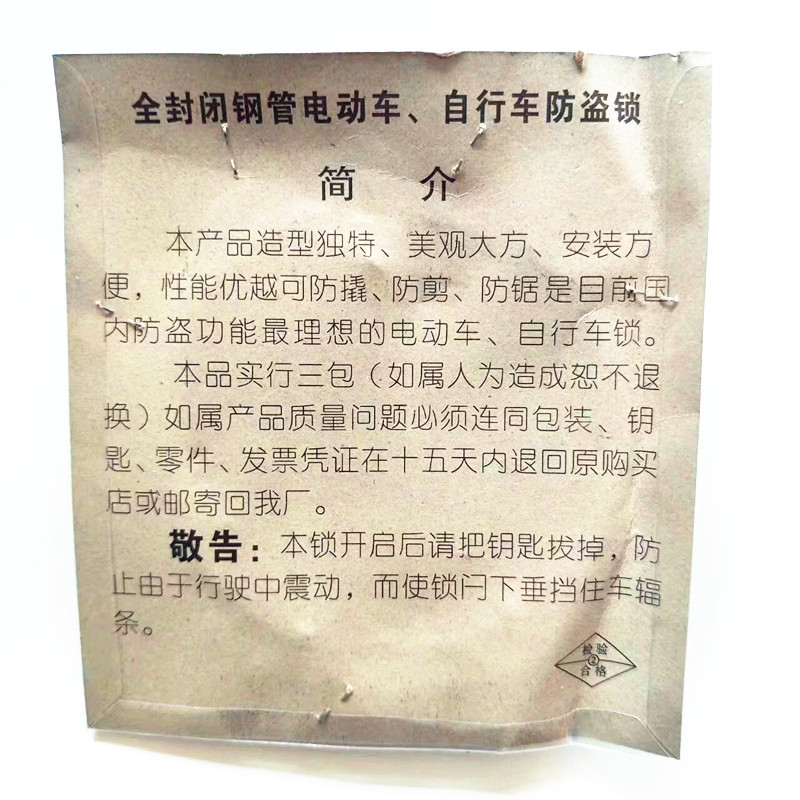 全封闭钢管电动车、自行车防盗锁
简 介
本产品造型独特、美观大方、安装方
便，性能优越可防撬、防剪、防锯是目前国
内防盗功能最理想的电动车、自行车锁。
本品实行三包（如属人为造成恕不退
换）如属产品质量问题必须连同包装、钥
匙、零件、发票凭证在十五天内退回原购买
店或邮寄回我厂。
敬告：本锁开启后请把钥匙拔掉，防
止由于行驶中震动，而使锁闩下垂挡住车辐
条。
检验
②
合格